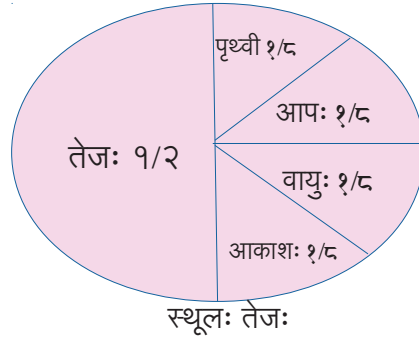 पृथ्वी १/८
आपः १/८
तेजः १/२
वायुः १/८
आकाशः १/८
स्थूलः तेजः